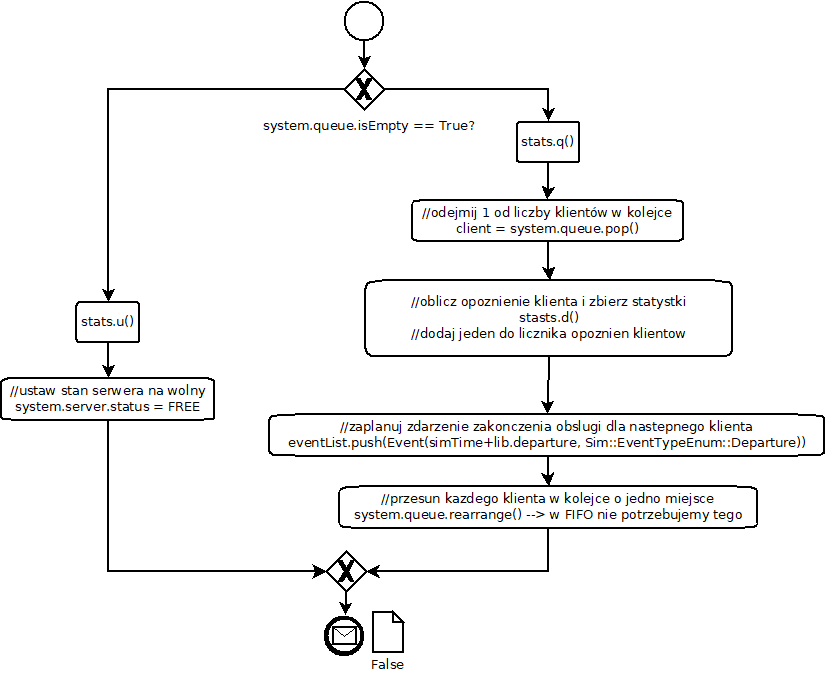 system.queue.isEmpty == True?
stats.q()
//odejmij 1 od liczby klientów w kolejce
client = system.queue.pop()
//oblicz opoznienie klienta i zbierz statystki
stasts.d()
//dodaj jeden do licznika opoznien klientow
stats.u()
//ustaw stan serwera na wolny
system.server.status = FREE
//zaplanuj zdarzenie zakonczenia obslugi dla nastepnego klienta
eventList.push(Event(simTime+lib.departure, Sim::EventTypeEnum::Departure))
//przesun kazdego klienta w kolejce o jedno miejsce
system.queue.rearrange() --> w FIFO nie potrzebujemy tego
False